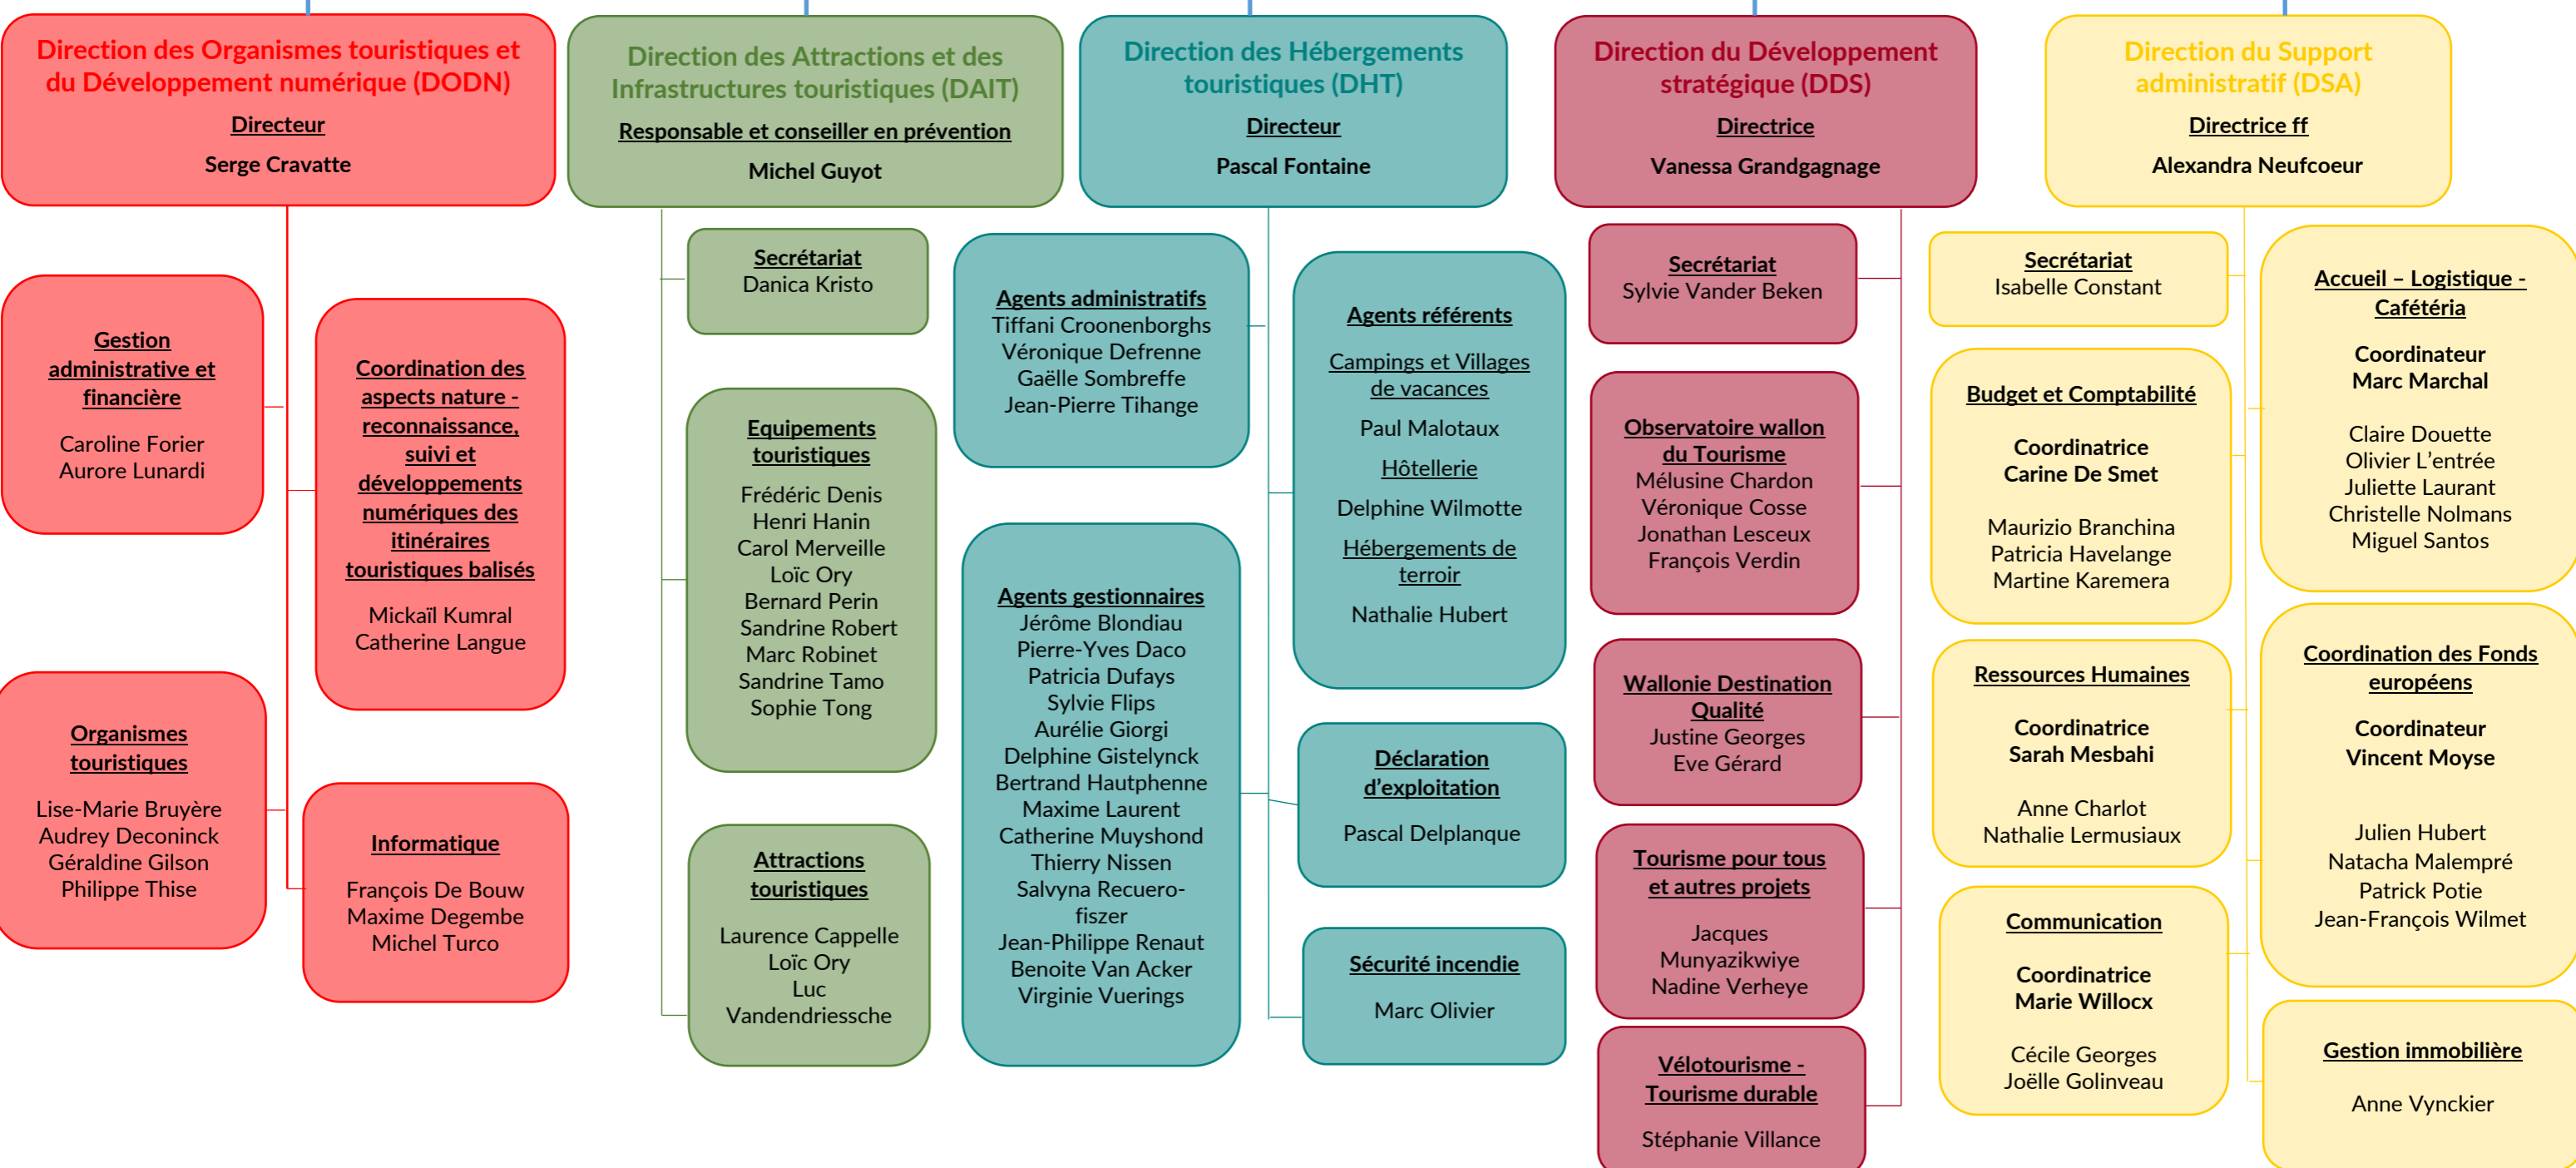 Direction des Organismes touristiques et
du Développement numérique (DODN)
Directeur
Serge Cravatte
Gestion
administrative et
financière
Caroline Forier
Aurore Lunardi
Coordination des
aspects nature -
reconnaissance,
suivi et
développements
numériques des
itinéraires
touristiques balisés
Mickaïl Kumral
Catherine Langue
Organismes
touristiques
Lise-Marie Bruyère
Audrey Deconinck
Géraldine Gilson
Philippe Thise
Informatique
François De Bouw
Maxime Degembe
Michel Turco
Direction des Attractions et des
Infrastructures touristiques (DAIT)
Responsable et conseiller en prévention
Michel Guyot
Secrétariat
Danica Kristo
Equipements
touristiques
Frédéric Denis
Henri Hanin
Carol Merveille
Loïc Ory
Bernard Perin
Sandrine Robert
Marc Robinet
Sandrine Tamo
Sophie Tong
Attractions
touristiques
Laurence Cappelle
Loïc Ory
Luc
Vandendriessche
Direction des Hébergements
touristiques (DHT)
Directeur
Pascal Fontaine
Agents administratifs
Tiffani Croonenborghs
Véronique Defrenne
Gaëlle Sombreffe
Jean-Pierre Tihange
Agents gestionnaires
Jérôme Blondiau
Pierre-Yves Daco
Patricia Dufays
Sylvie Flips
Aurélie Giorgi
Delphine Gistelynck
Bertrand Hautphenne
Maxime Laurent
Catherine Muyshond
Thierry Nissen
Salvyna Recuero-
fiszer
Jean-Philippe Renaut
Benoite Van Acker
Virginie Vuerings
Agents référents
Campings et Villages
de vacances
Paul Malotaux
Hôtellerie
Delphine Wilmotte
Hébergements de
terroir
Nathalie Hubert
Déclaration
d’exploitation
Pascal Delplanque
Sécurité incendie
Marc Olivier
Direction du Développement
stratégique (DDS)
Directrice
Vanessa Grandgagnage
Secrétariat
Sylvie Vander Beken
Observatoire wallon
du Tourisme
Mélusine Chardon
Véronique Cosse
Jonathan Lesceux
François Verdin
Wallonie Destination
Qualité
Justine Georges
Eve Gérard
Tourisme pour tous
et autres projets
Jacques
Munyazikwiye
Nadine Verheye
Vélotourisme -
Tourisme durable
Stéphanie Villance
Direction du Support
administratif (DSA)
Directrice ff
Alexandra Neufcoeur
Secrétariat
Isabelle Constant
Budget et Comptabilité
Coordinatrice
Carine De Smet
Maurizio Branchina
Patricia Havelange
Martine Karemera
Ressources Humaines
Coordinatrice
Sarah Mesbahi
Anne Charlot
Nathalie Lermusiaux
Communication
Coordinatrice
Marie Willocx
Cécile Georges
Joëlle Golinveau
Accueil – Logistique -
Cafétéria
Coordinateur
Marc Marchal
Claire Douette
Olivier L’entrée
Juliette Laurant
Christelle Nolmans
Miguel Santos
Coordination des Fonds
européens
Coordinateur
Vincent Moyse
Julien Hubert
Natacha Malempré
Patrick Potie
Jean-François Wilmet
Gestion immobilière
Anne Vynckier